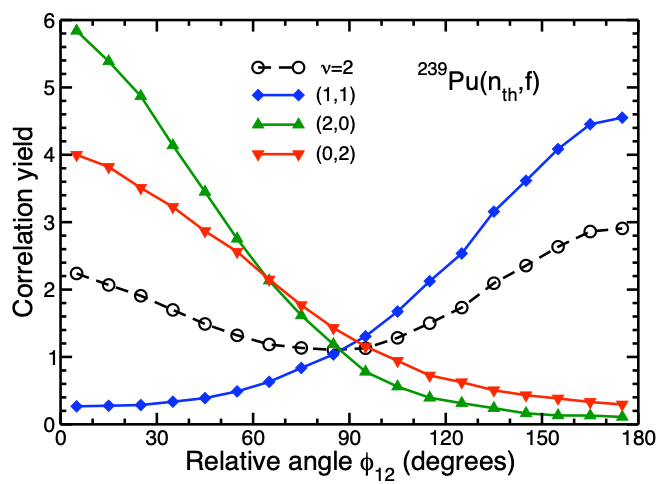 6
5
4
3
2
1
0
Correlation yield
ν=2
(1,1)
(2,0)
(0,2)
²³⁹Pu(nₜₕ,f)
0 30 60 90 120 150 180
Relative angle ϕ₁₂ (degrees)